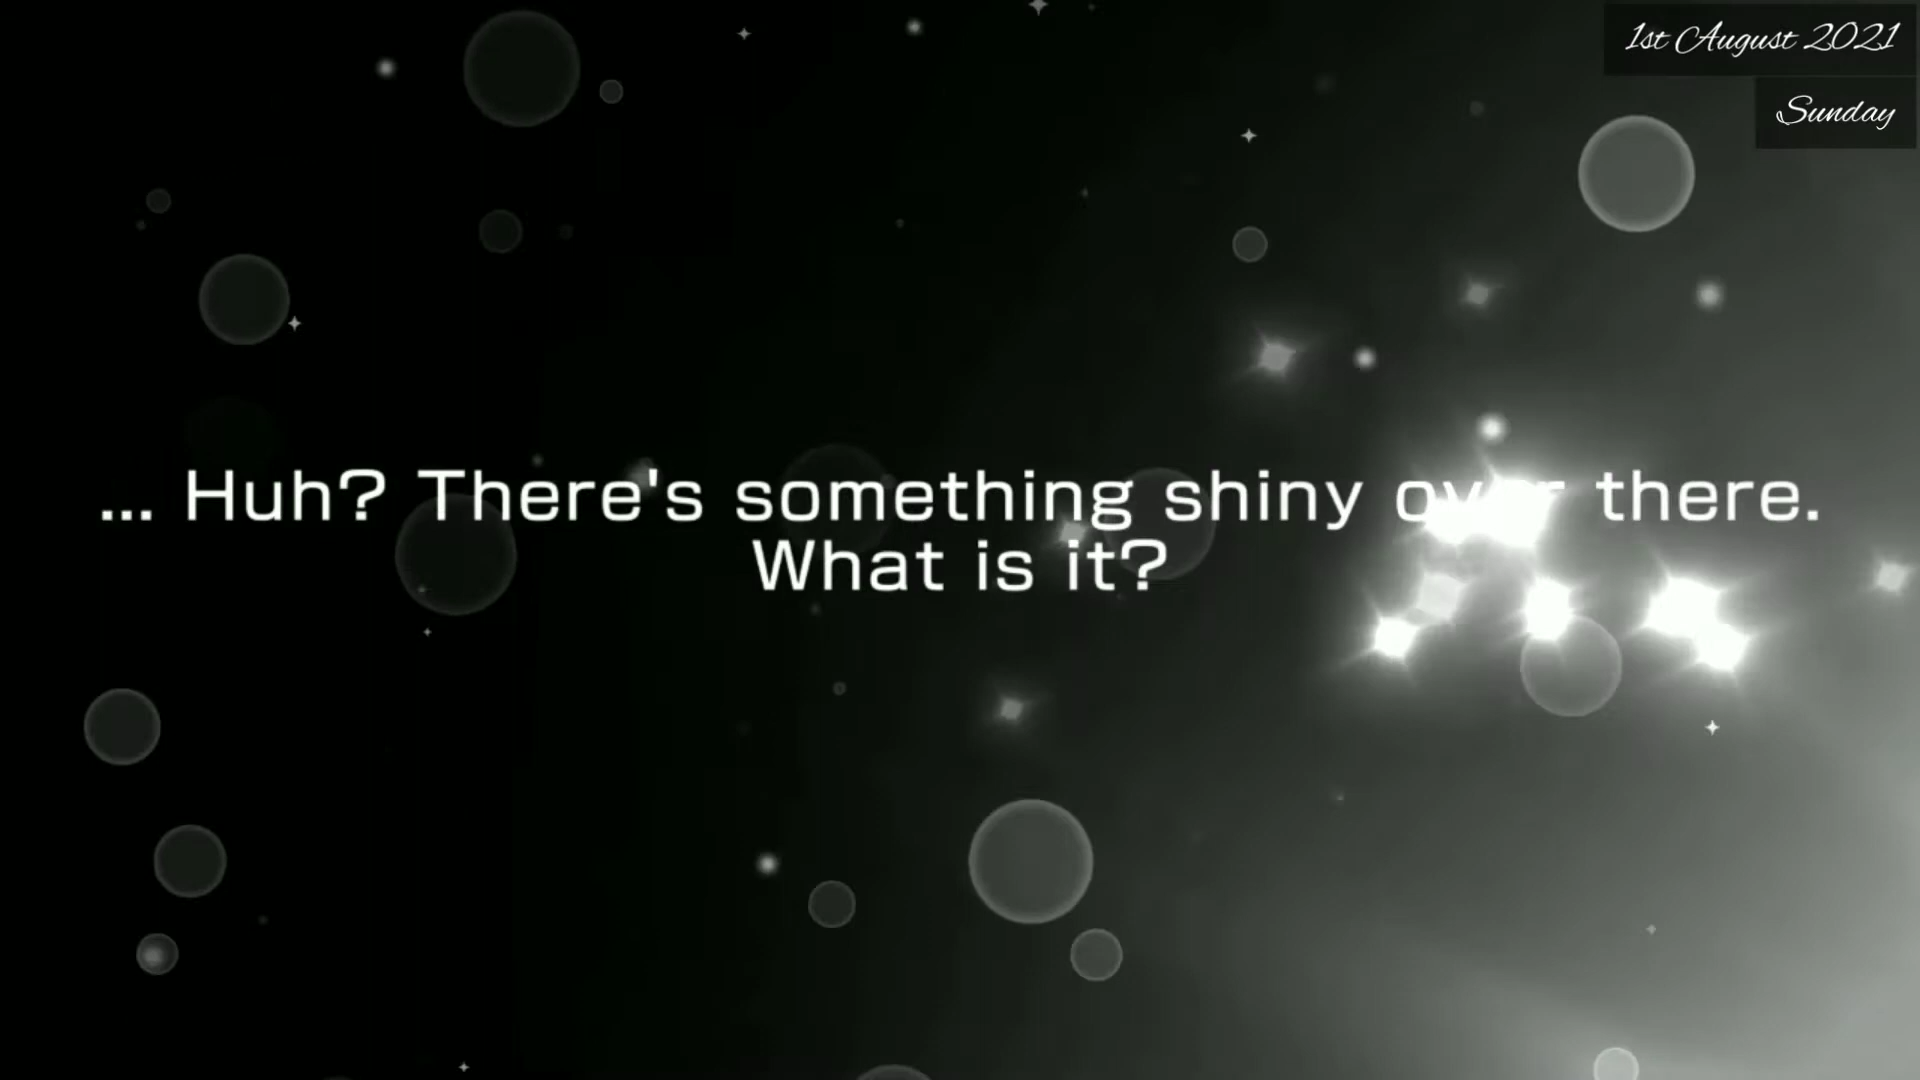 1st August 2021
Sunday
... Huh? There's something shiny over there.
What is it?